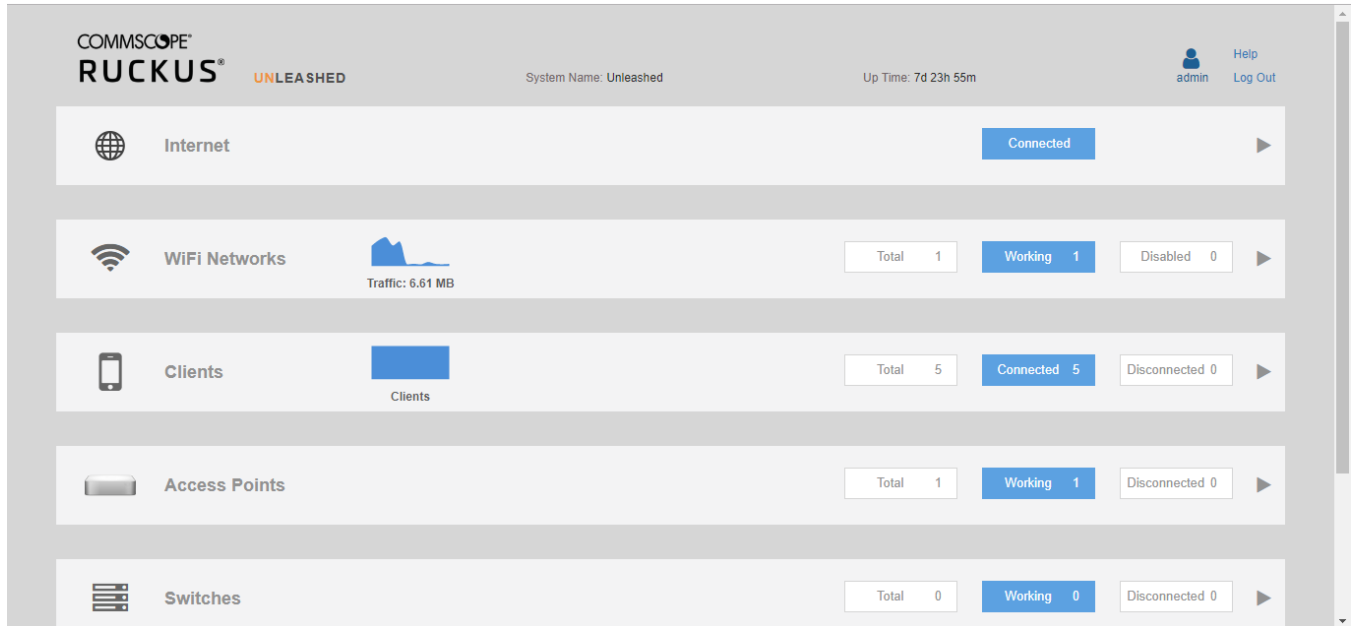 COMMSCOPE®
RUCKUS® UNLEASHED
System Name: Unleashed
Up Time: 7d 23h 55m
admin
Help
Log Out
Internet
Connected
WiFi Networks
Traffic: 6.61 MB
Total 1
Working 1
Disabled 0
Clients
Clients
Total 5
Connected 5
Disconnected 0
Access Points
Total 1
Working 1
Disconnected 0
Switches
Total 0
Working 0
Disconnected 0